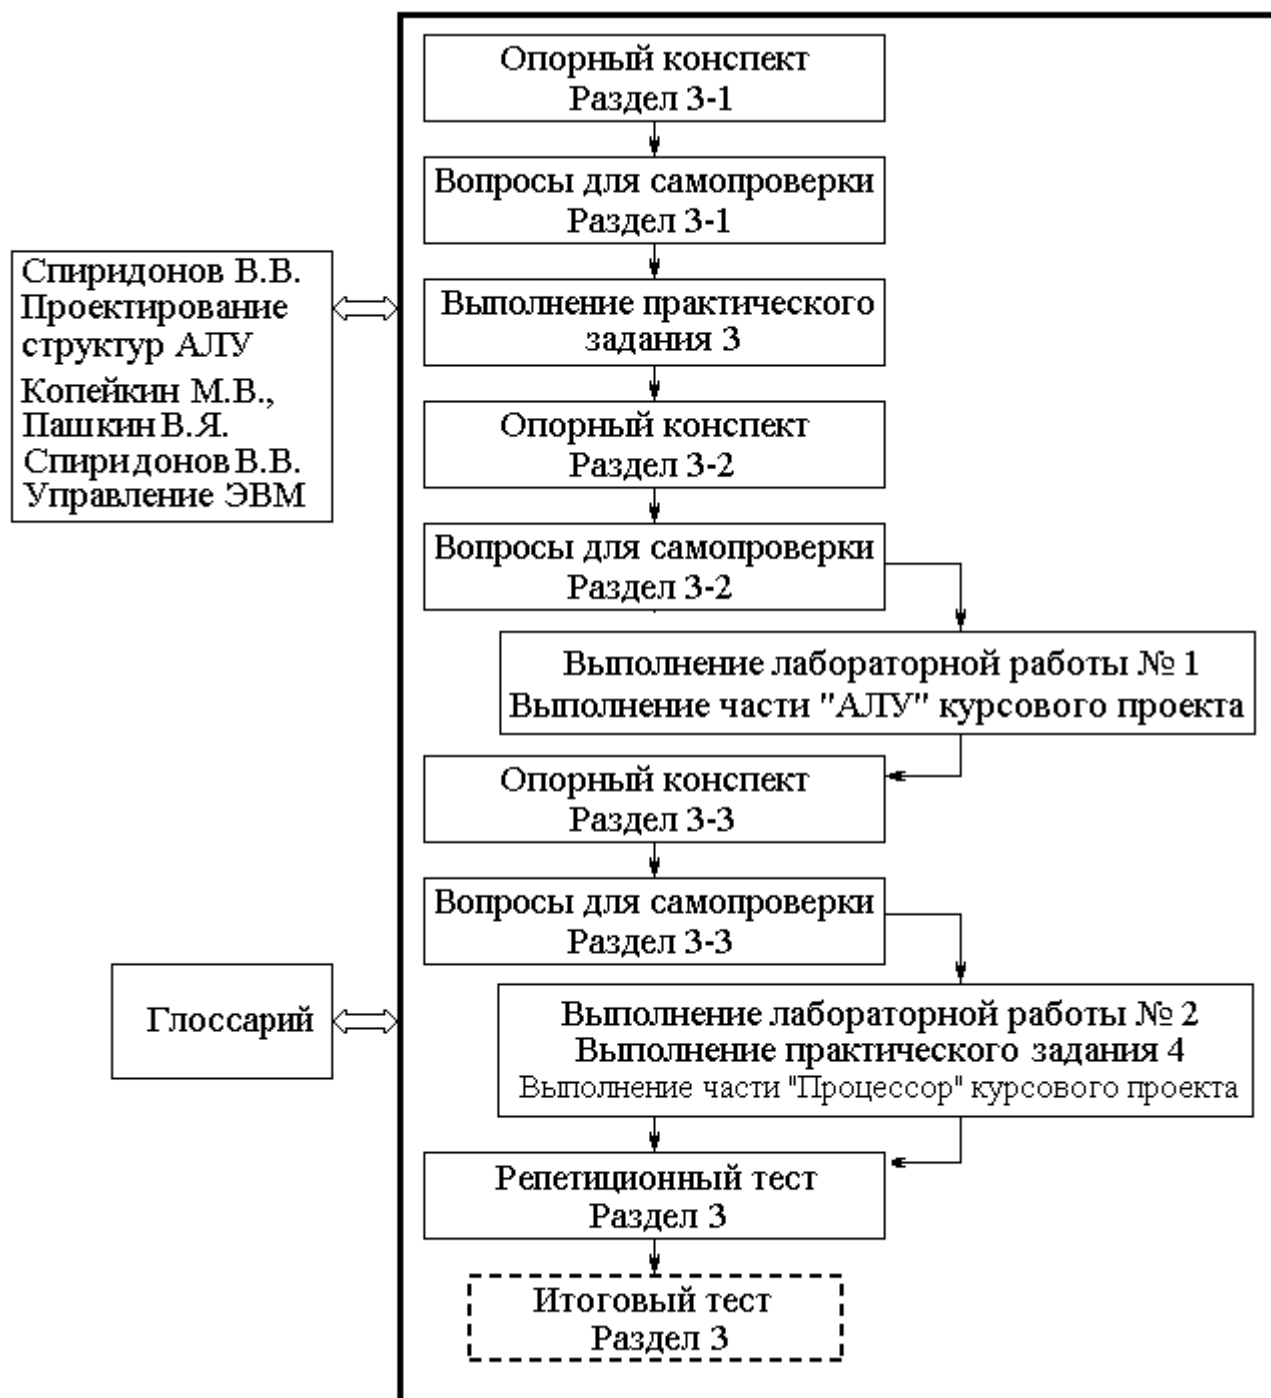 Опорный конспект
Раздел 3-1
Вопросы для самопроверки
Раздел 3-1
Спиридонов В.В.
Проектирование
структур АЛУ
Копейкин М.В.,
Пашкин В.Я.
Спиридонов В.В.
Управление ЭВМ
Выполнение практического
задания 3
Опорный конспект
Раздел 3-2
Вопросы для самопроверки
Раздел 3-2
Выполнение лабораторной работы № 1
Выполнение части "АЛУ" курсового проекта
Опорный конспект
Раздел 3-3
Вопросы для самопроверки
Раздел 3-3
Глоссарий
Выполнение лабораторной работы № 2
Выполнение практического задания 4
Выполнение части "Процессор" курсового проекта
Репетиционный тест
Раздел 3
Итоговый тест
Раздел 3